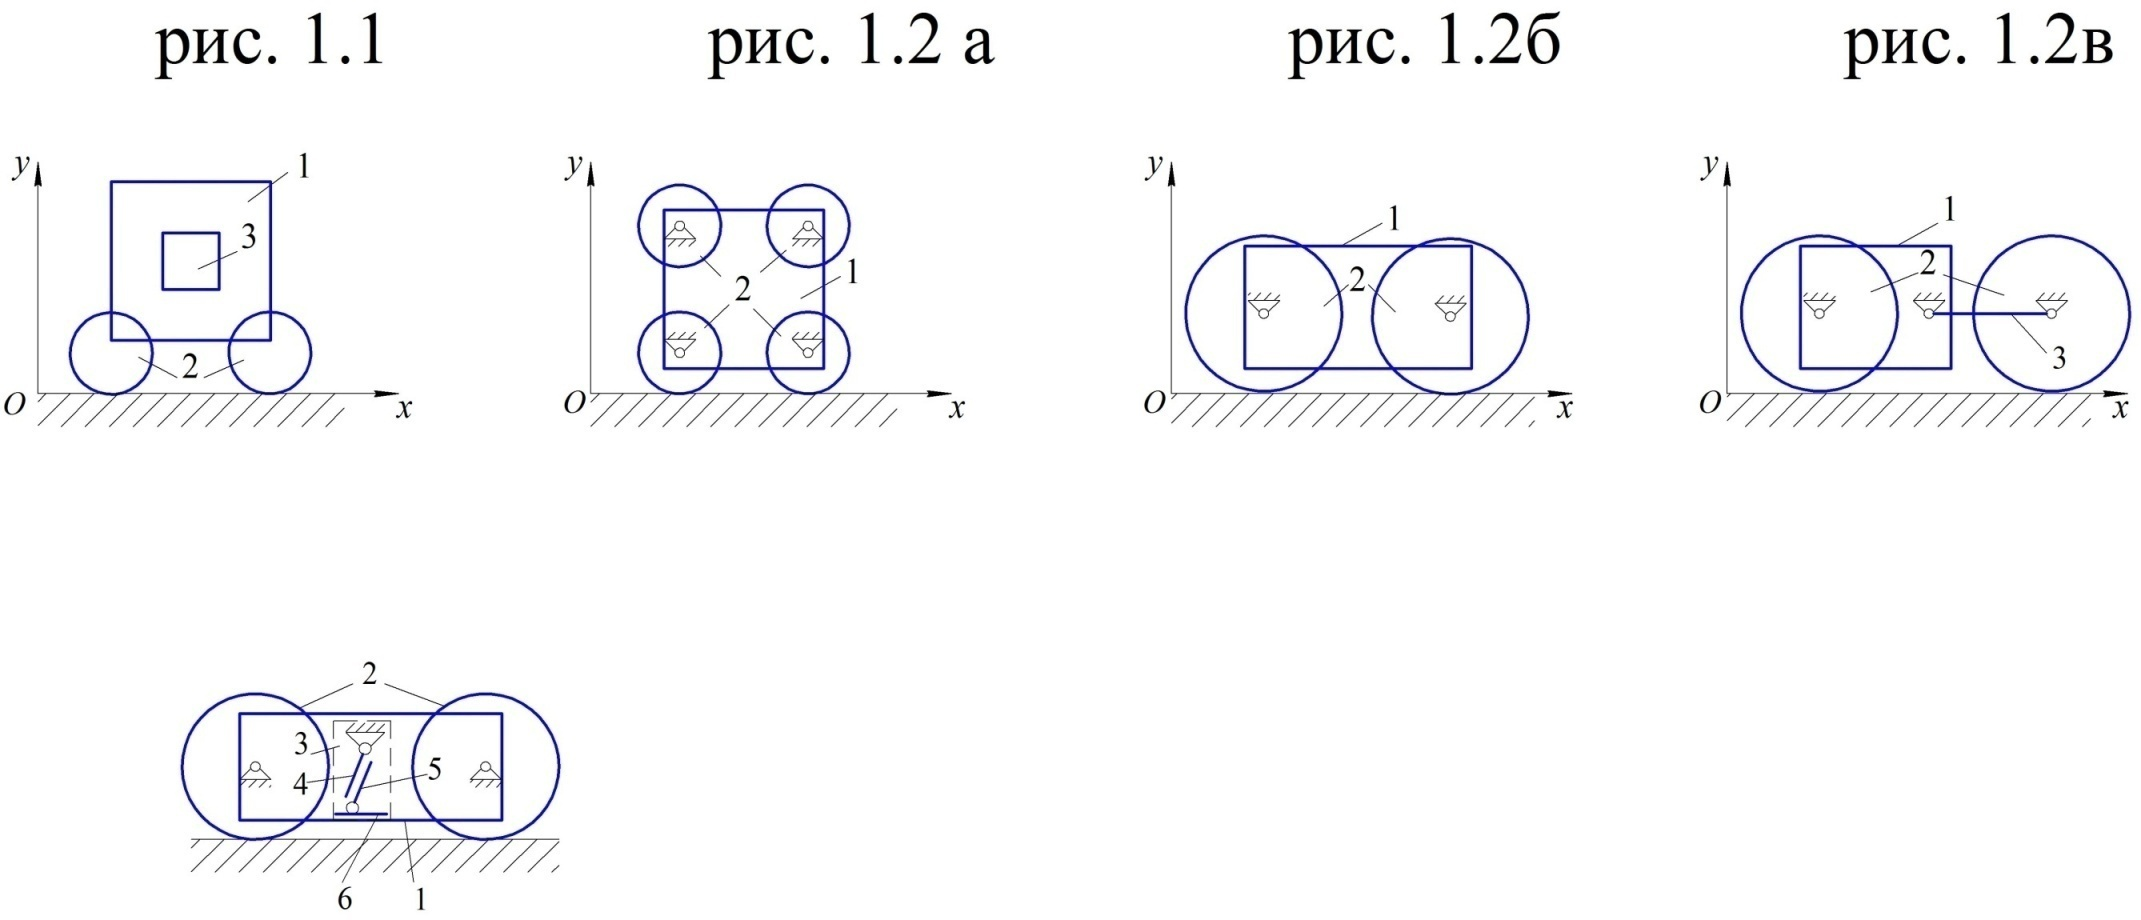 рис. 1.1 рис. 1.2 а рис. 1.2б рис. 1.2в
y 1 3 2 O x
y 2 1 O x
y 1 2 O x
y 1 2 3 O x
2
3
4 5
6 1